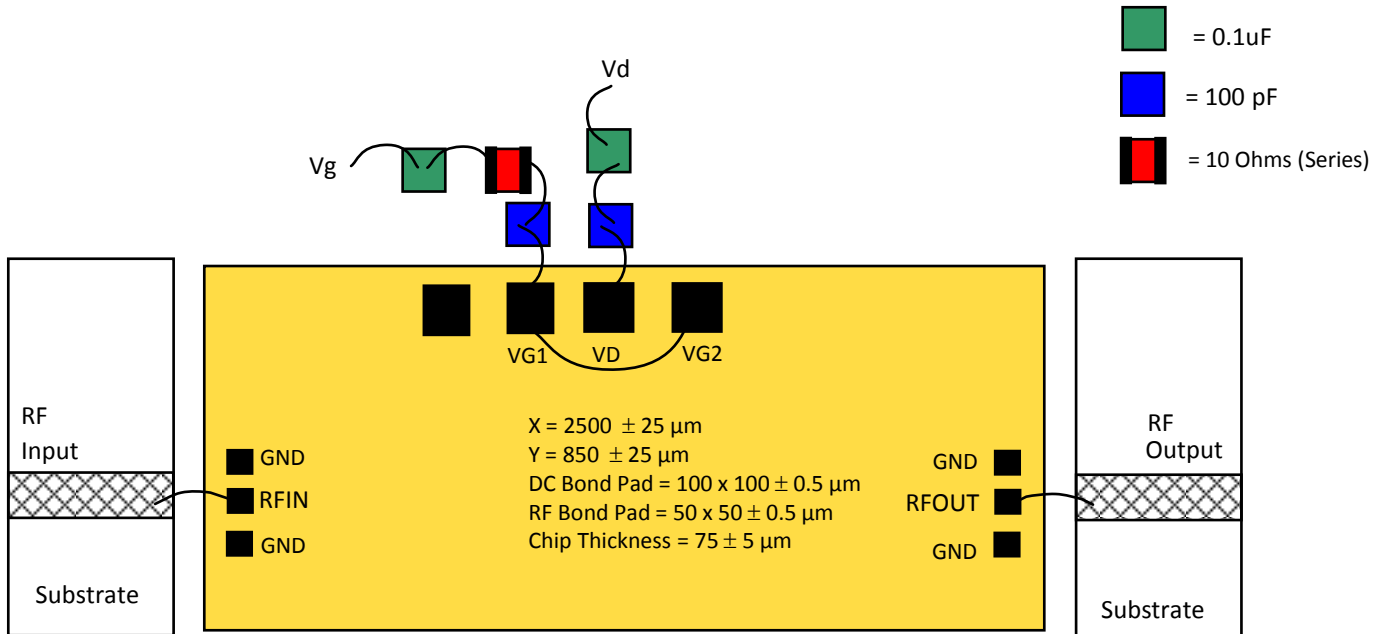 = 0.1uF
Vd
= 100 pF
Vg
= 10 Ohms (Series)
VG1
VD
VG2
RF
Input
X = 2500 ± 25 µm
Y = 850 ± 25 µm
DC Bond Pad = 100 x 100 ± 0.5 µm
RF Bond Pad = 50 x 50 ± 0.5 µm
Chip Thickness = 75 ± 5 µm
RF
Output
GND
RFIN
GND
GND
RFOUT
GND
Substrate
Substrate